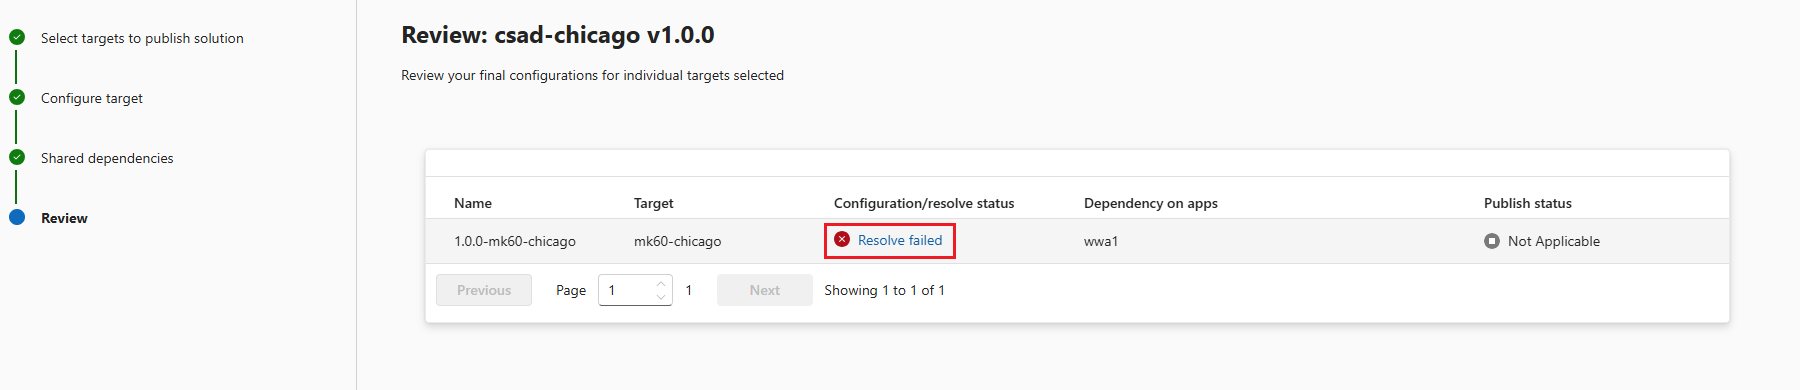 Select targets to publish solution
Configure target
Shared dependencies
Review
Review: csad-chicago v1.0.0
Review your final configurations for individual targets selected
Name Target Configuration/resolve status Dependency on apps Publish status
1.0.0-mk60-chicago mk60-chicago Resolve failed wwa1 Not Applicable
Previous Page 1 1 Next Showing 1 to 1 of 1